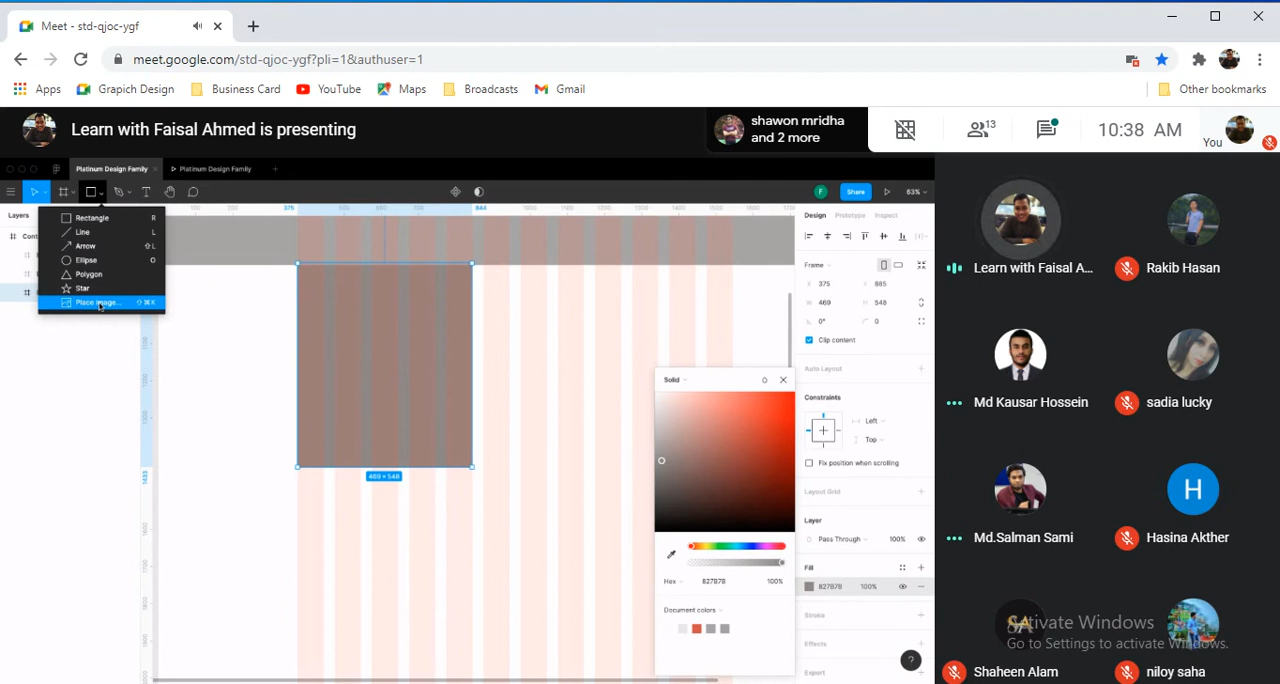 Meet - std-qjoc-ygf
meet.google.com/std-qjoc-ygf?pli=1&authuser=1
Apps
Grapich Design
Business Card
YouTube
Maps
Broadcasts
Gmail
Other bookmarks
Learn with Faisal Ahmed is presenting
shawon mridha
and 2 more
13
10:38 AM
You
Platinum Design Family
Platinum Design Family
F
Share
63%
Layers
Rectangle R
Line L
Arrow ⇧L
Ellipse O
Polygon
Star
Place image... ⇧⌘K
375
844
1433
469 × 548
Design
Prototype
Inspect
Frame
X 375
Y 885
W 469
H 548
0°
0
Clip content
Auto Layout
Constraints
Left
Top
Fix position when scrolling
Layout Grid
Layer
Pass Through
100%
Fill
827B7B
100%
Stroke
Effects
Export
Solid
Hex
827B7B
100%
Document colors
?
Learn with Faisal A...
Rakib Hasan
Md Kausar Hossein
sadia lucky
Md.Salman Sami
H
Hasina Akther
SA
Shaheen Alam
niloy saha
Activate Windows
Go to Settings to activate Windows.